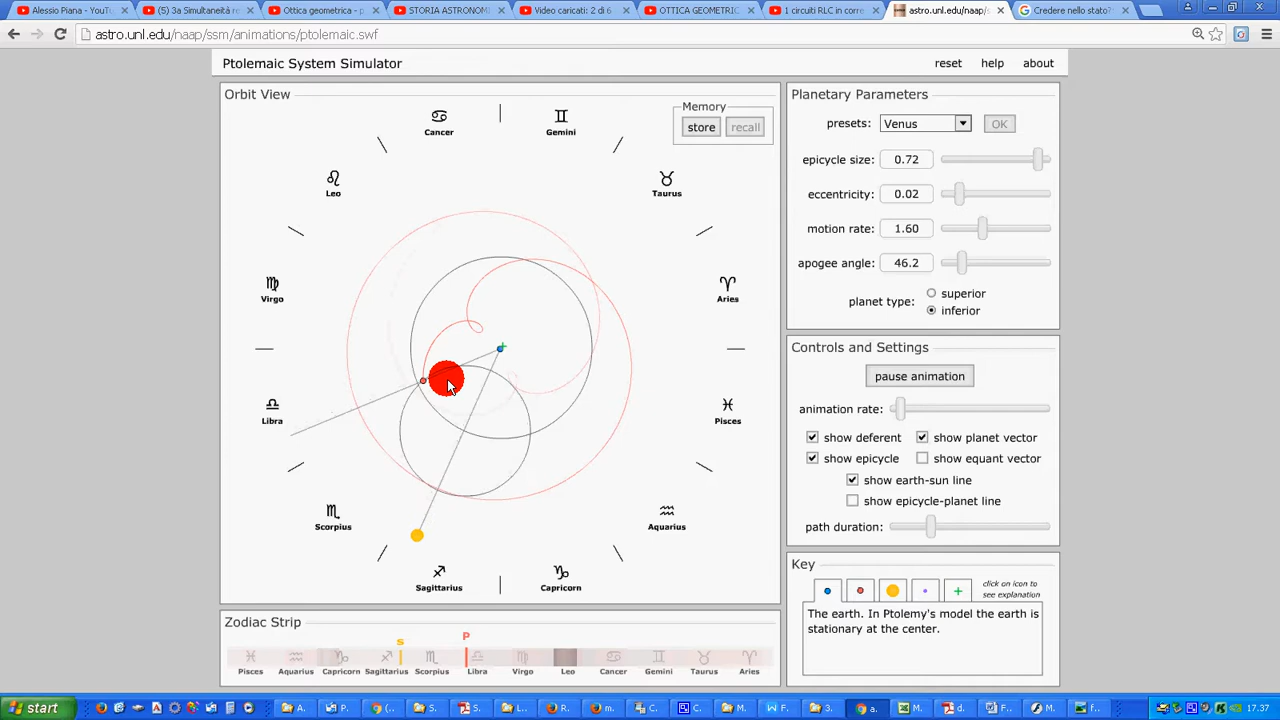 Alessio Piana - YouTu
(5) 3a Simultaneità re
Ottica geometrica - p
STORIA ASTRONOMI
Video caricati: 2 di 6
OTTICA GEOMETRIC
1 circuiti RLC in corre
astro.unl.edu/naap/s
Credere nello stato?
astro.unl.edu/naap/ssm/animations/ptolemaic.swf
Ptolemaic System Simulator
reset help about
Orbit View
Memory
store recall
Cancer
Gemini
Leo
Taurus
Virgo
Aries
Libra
Pisces
Scorpius
Aquarius
Sagittarius
Capricorn
Zodiac Strip
S
P
Pisces Aquarius Capricorn Sagittarius Scorpius Libra Virgo Leo Cancer Gemini Taurus Aries
Planetary Parameters
presets: Venus OK
epicycle size: 0.72
eccentricity: 0.02
motion rate: 1.60
apogee angle: 46.2
planet type: superior
inferior
Controls and Settings
pause animation
animation rate:
show deferent show planet vector
show epicycle show equant vector
show earth-sun line
show epicycle-planet line
path duration:
Key
click on icon to
see explanation
The earth. In Ptolemy's model the earth is
stationary at the center.
start
17.37